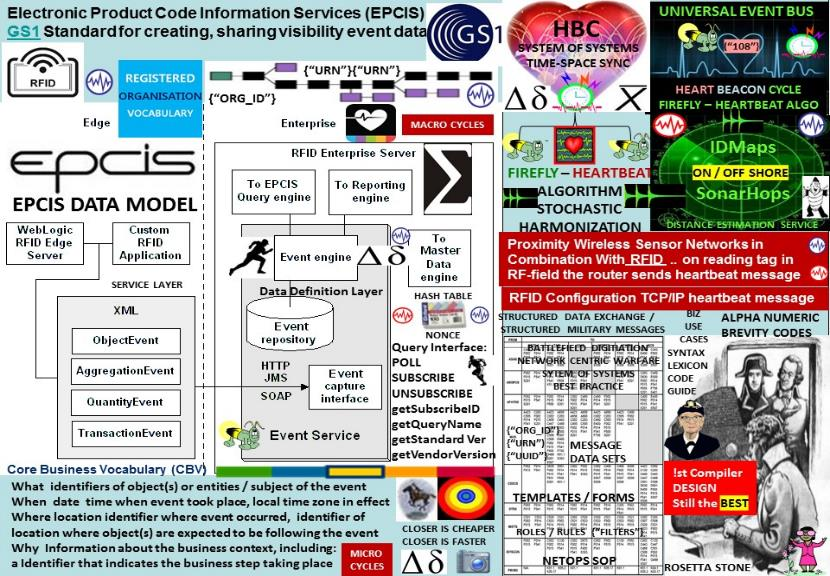 Electronic Product Code Information Services (EPCIS)
GS1 Standard for creating, sharing visibility event data
GS1
RFID
REGISTERED
ORGANISATION
VOCABULARY
{"URN"}{"URN"}
{"ORG_ID"}
Edge
Enterprise
MACRO CYCLES
epcis
EPCIS DATA MODEL
WebLogic
RFID Edge
Server
Custom
RFID
Application
SERVICE LAYER
XML
ObjectEvent
AggregationEvent
QuantityEvent
TransactionEvent
Core Business Vocabulary (CBV)
RFID Enterprise Server
Σ
To EPCIS
Query engine
To Reporting
engine
Event engine
Δ δ
To
Master
Data
engine
Data Definition Layer
Event
repository
HASH TABLE
NONCE
HTTP
JMS
SOAP
Event
capture
interface
Event Service
Query Interface:
POLL
SUBSCRIBE
UNSUBSCRIBE
getSubscribeID
getQueryName
getStandard Ver
getVendorVersion
What identifiers of object(s) or entities / subject of the event
When date time when event took place, local time zone in effect
Where location identifier where event occurred, identifier of
location where object(s) are expected to be following the event
Why Information about the business context, including:
a Identifier that indicates the business step taking place
MICRO
CYCLES
CLOSER IS CHEAPER
CLOSER IS FASTER
Δ δ
HBC
SYSTEM OF SYSTEMS
TIME-SPACE SYNC
Δ δ
X
FIREFLY – HEARTBEAT
ALGORITHM
STOCHASTIC
HARMONIZATION
UNIVERSAL EVENT BUS
{"108"}
HEART BEACON CYCLE
FIREFLY – HEARTBEAT ALGO
IDMaps
ON / OFF SHORE
SonarHops
DISTANCE ESTIMATION SERVICE
Proximity Wireless Sensor Networks in
Combination With RFID .. on reading tag in
RF-field the router sends heartbeat message
RFID Configuration TCP/IP heartbeat message
STRUCTURED DATA EXCHANGE /
STRUCTURED MILITARY MESSAGES
BATTLEFIELD DIGITIATION
NETWORK CENTRIC WARFARE
SYTEM OF SYSTEMS
BEST PRACTICE
{"ORG_ID"}
{"URN"}
{"UUID"}
MESSAGE
DATA SETS
TEMPLATES / FORMS
ROLES / RULES {"FILTERS"}
NETOPS SOP
BIZ
USE
CASES
SYNTAX
LEXICON
CODE
GUIDE
ALPHA NUMERIC
BREVITY CODES
!st Compiler
DESIGN
Still the BEST
ROSETTA STONE